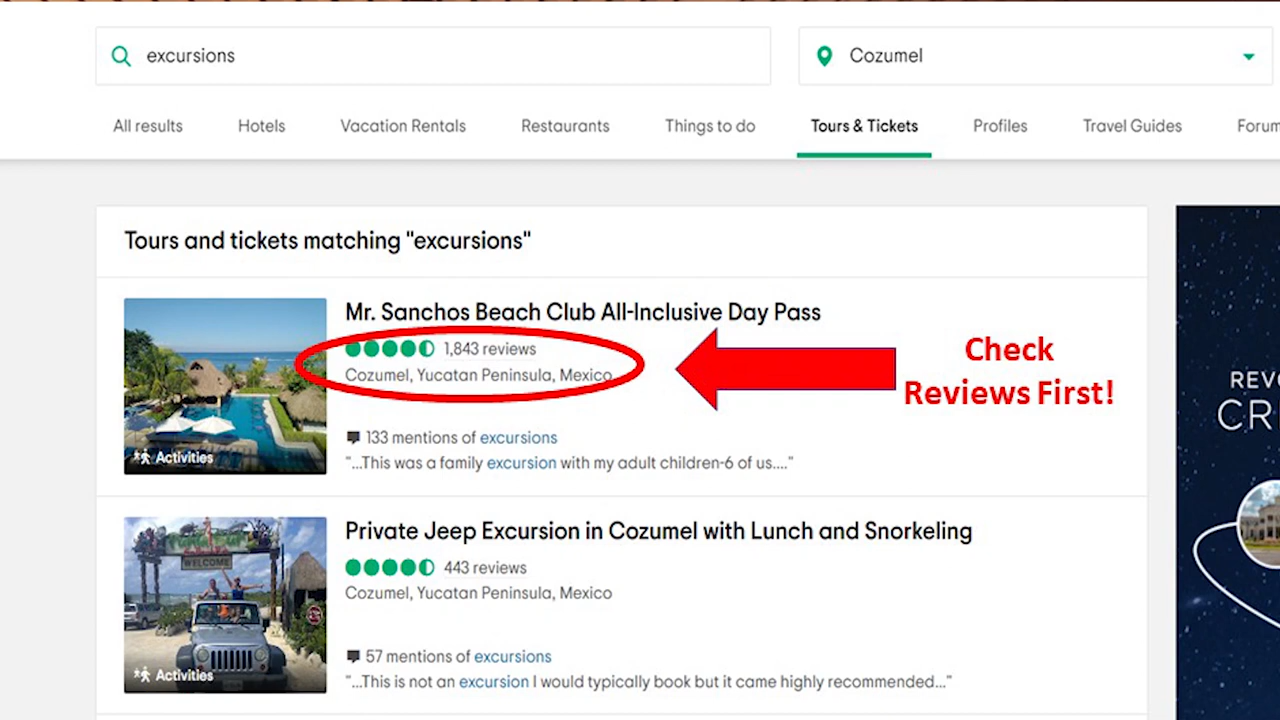 excursions
Cozumel
All results Hotels Vacation Rentals Restaurants Things to do Tours & Tickets Profiles Travel Guides Forum
Tours and tickets matching "excursions"
Mr. Sanchos Beach Club All-Inclusive Day Pass
1,843 reviews
Cozumel, Yucatan Peninsula, Mexico
Check
Reviews First!
133 mentions of excursions
"...This was a family excursion with my adult children-6 of us...."
Activities
Private Jeep Excursion in Cozumel with Lunch and Snorkeling
443 reviews
Cozumel, Yucatan Peninsula, Mexico
57 mentions of excursions
"...This is not an excursion I would typically book but it came highly recommended..."
WELCOME
Activities
REVO
CR